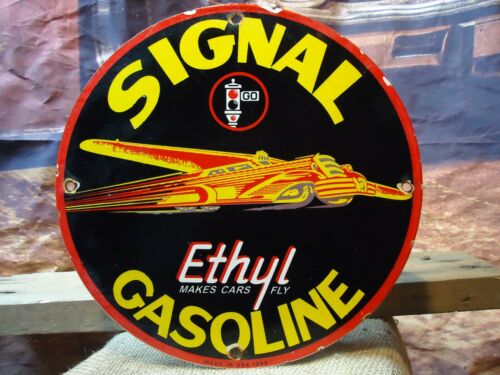 SIGNAL
GO
Ethyl
MAKES CARS FLY
GASOLINE